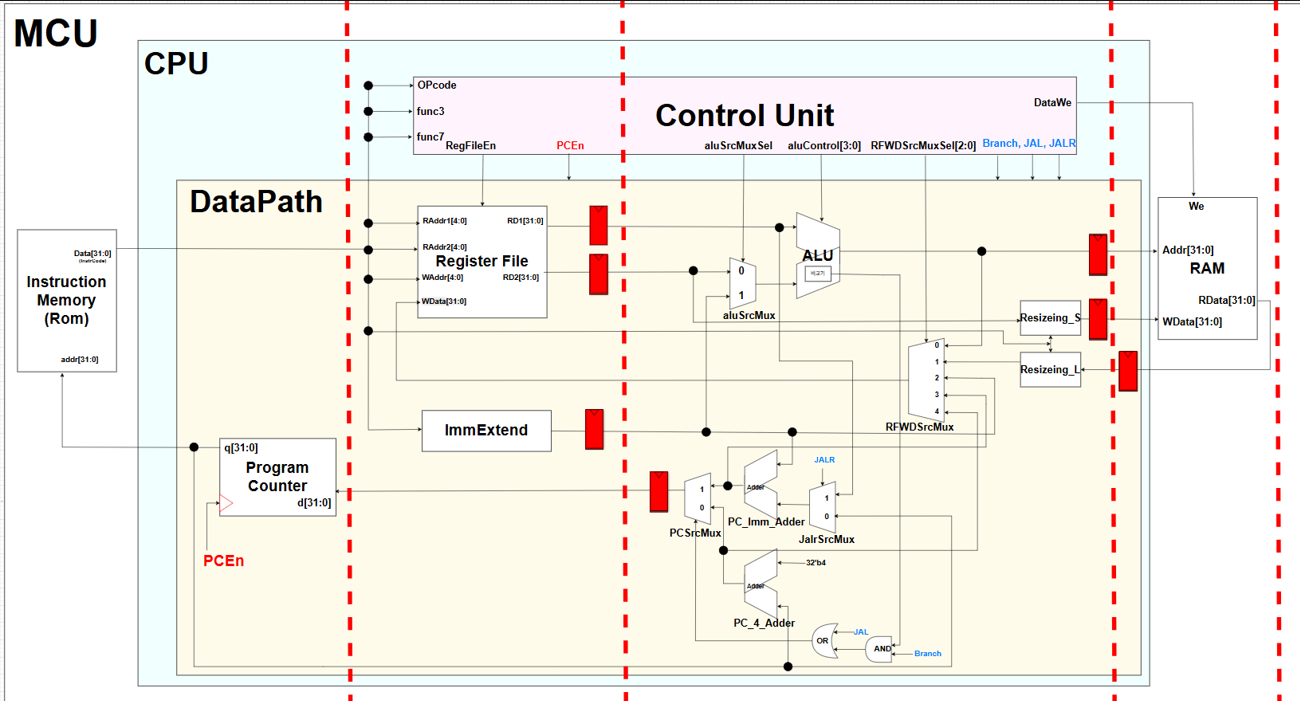 MCU
CPU
OPcode
func3
func7
Control Unit
DataWe
RegFileEn
PCEn
aluSrcMuxSel
aluControl[3:0]
RFWDSrcMuxSel[2:0]
Branch, JAL, JALR
DataPath
RAddr1[4:0]
RD1[31:0]
RAddr2[4:0]
Register File
WAddr[4:0]
RD2[31:0]
WData[31:0]
Data[31:0]
(InstrCode)
Instruction
Memory
(Rom)
addr[31:0]
ALU
비교기
0
1
aluSrcMux
We
Addr[31:0]
RAM
RData[31:0]
WData[31:0]
Resizeing_S
Resizeing_L
0
1
2
3
4
RFWDSrcMux
ImmExtend
q[31:0]
Program
Counter
d[31:0]
PCEn
1
0
PCSrcMux
Adder
PC_Imm_Adder
JALR
1
0
JalrSrcMux
32'b4
Adder
PC_4_Adder
OR
JAL
AND
Branch